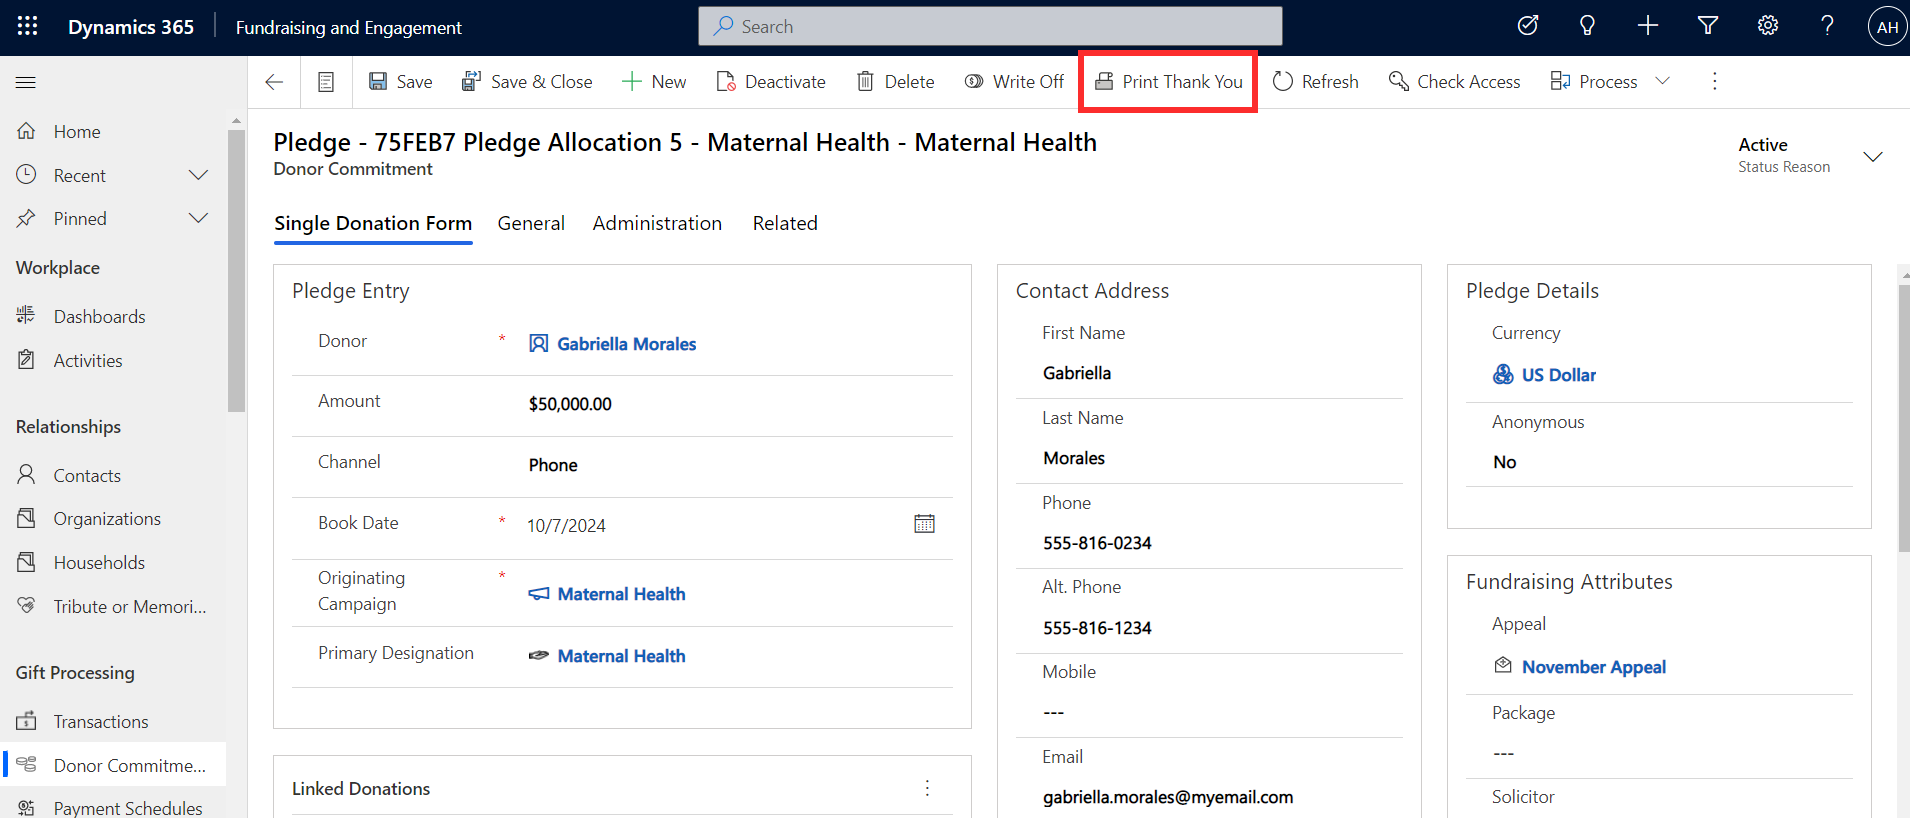 Dynamics 365
Fundraising and Engagement
Search
AH
Save
Save & Close
New
Deactivate
Delete
Write Off
Print Thank You
Refresh
Check Access
Process
Home
Recent
Pinned
Workplace
Dashboards
Activities
Relationships
Contacts
Organizations
Households
Tribute or Memori...
Gift Processing
Transactions
Donor Commitme...
Payment Schedules
Pledge - 75FEB7 Pledge Allocation 5 - Maternal Health - Maternal Health
Donor Commitment
Active
Status Reason
Single Donation Form
General
Administration
Related
Pledge Entry
Donor
*
Gabriella Morales
Amount
$50,000.00
Channel
Phone
Book Date
*
10/7/2024
Originating
Campaign
*
Maternal Health
Primary Designation
Maternal Health
Linked Donations
Contact Address
First Name
Gabriella
Last Name
Morales
Phone
555-816-0234
Alt. Phone
555-816-1234
Mobile
---
Email
gabriella.morales@myemail.com
Pledge Details
Currency
US Dollar
Anonymous
No
Fundraising Attributes
Appeal
November Appeal
Package
---
Solicitor